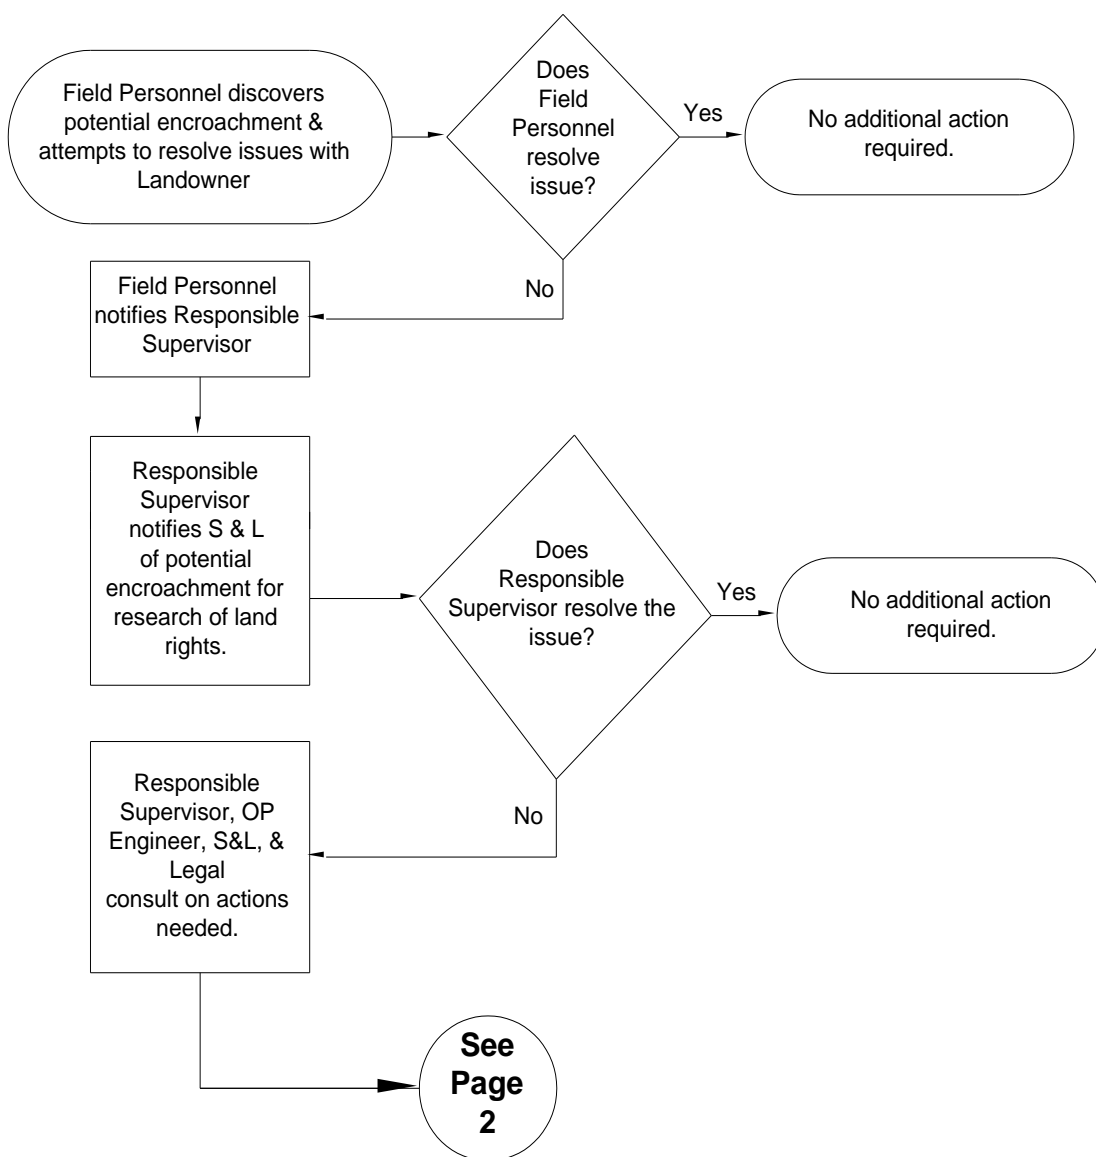 Field Personnel discovers
potential encroachment &
attempts to resolve issues with
Landowner
Does
Field
Personnel
resolve
issue?
Yes
No additional action
required.
No
Field Personnel
notifies Responsible
Supervisor
Responsible
Supervisor
notifies S & L
of potential
encroachment for
research of land
rights.
Does
Responsible
Supervisor resolve the
issue?
Yes
No additional action
required.
No
Responsible
Supervisor, OP
Engineer, S&L, &
Legal
consult on actions
needed.
See
Page
2